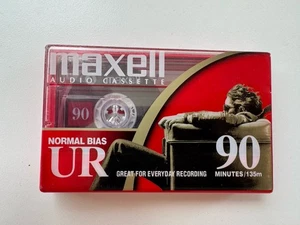 maxell
AUDIO CASSETTE
90
NORMAL BIAS
UR
90
GREAT FOR EVERYDAY RECORDING
MINUTES/135m